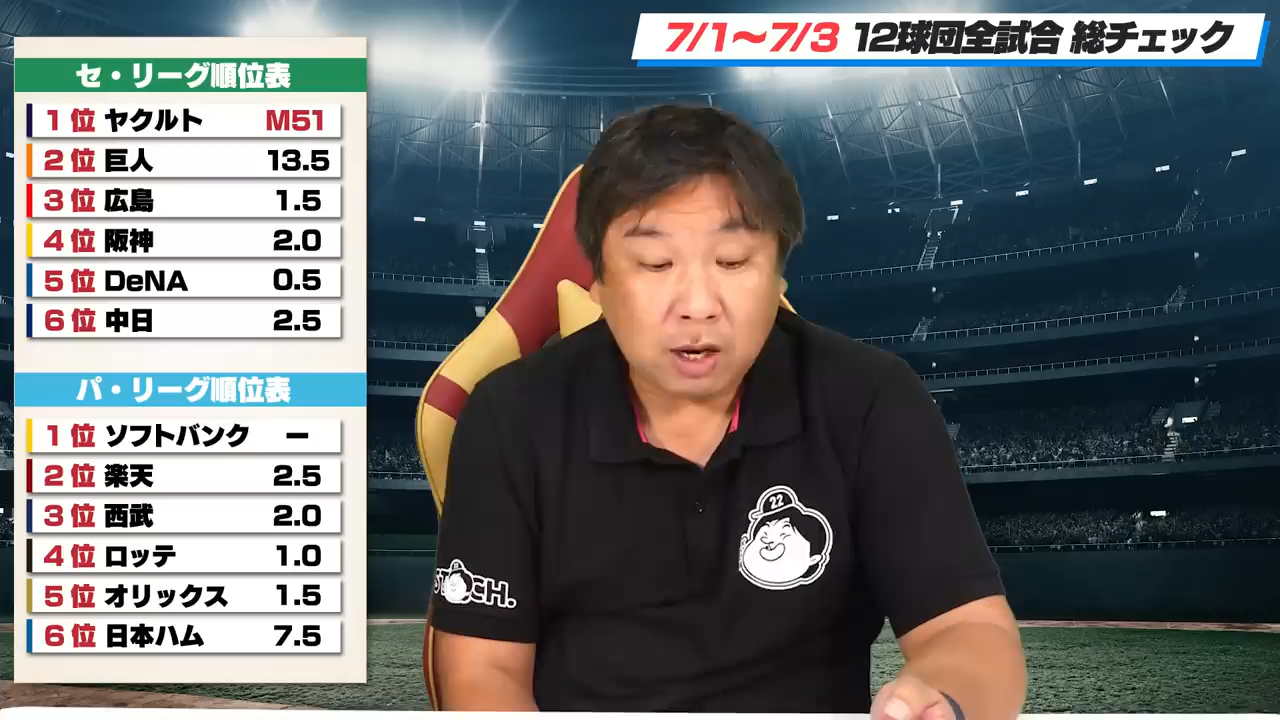 7/1～7/3 12球団全試合 総チェック
セ・リーグ順位表
1位 ヤクルト M51
2位 巨人 13.5
3位 広島 1.5
4位 阪神 2.0
5位 DeNA 0.5
6位 中日 2.5
パ・リーグ順位表
1位 ソフトバンク ー
2位 楽天 2.5
3位 西武 2.0
4位 ロッテ 1.0
5位 オリックス 1.5
6位 日本ハム 7.5
22
CH.